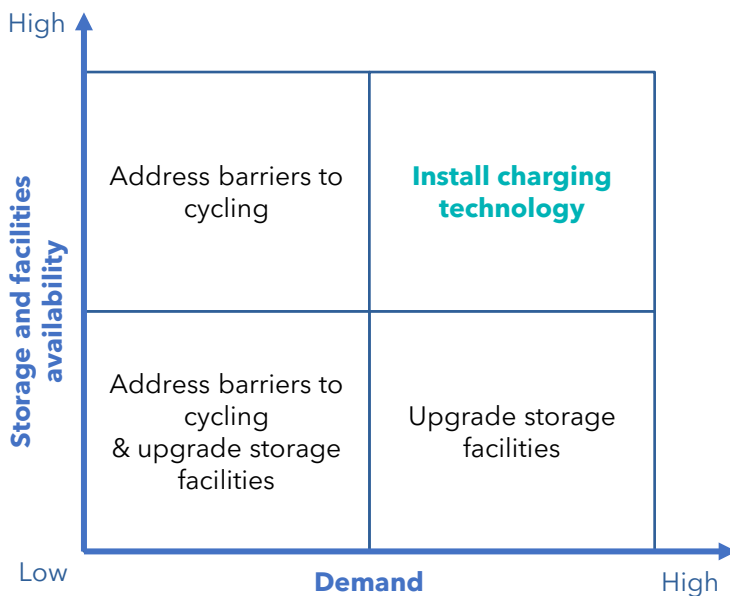 High
Storage and facilities
availability
Address barriers to
cycling
Install charging
technology
Address barriers to
cycling
& upgrade storage
facilities
Upgrade storage
facilities
Low
Demand
High